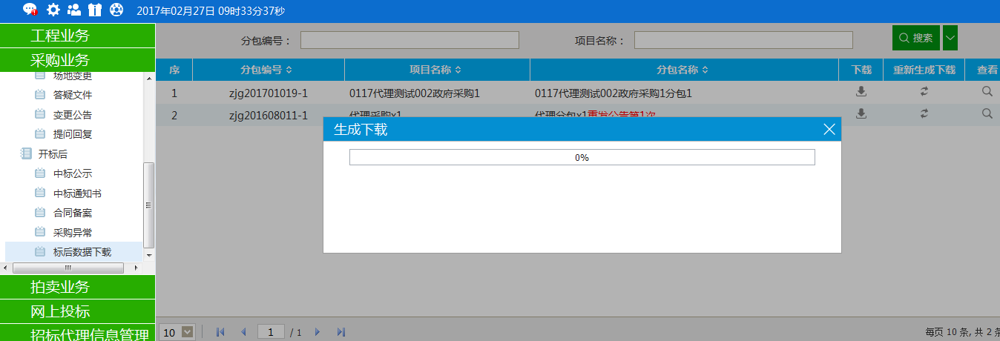 2017年02月27日 09时33分37秒
工程业务
采购业务
场地变更
答疑文件
变更公告
提问回复
开标后
中标公示
中标通知书
合同备案
采购异常
标后数据下载
拍卖业务
网上投标
招标代理信息管理
分包编号： 项目名称： 搜索
序 分包编号 项目名称 分包名称 下载 重新生成下载 查看
1 zjg201701019-1 0117代理测试002政府采购1 0117代理测试002政府采购1分包1
2 zjg201608011-1 代理采购x1 代理分包x1重发公告第1次
生成下载
0%
10 1 / 1 每页 10 条, 共 2 条